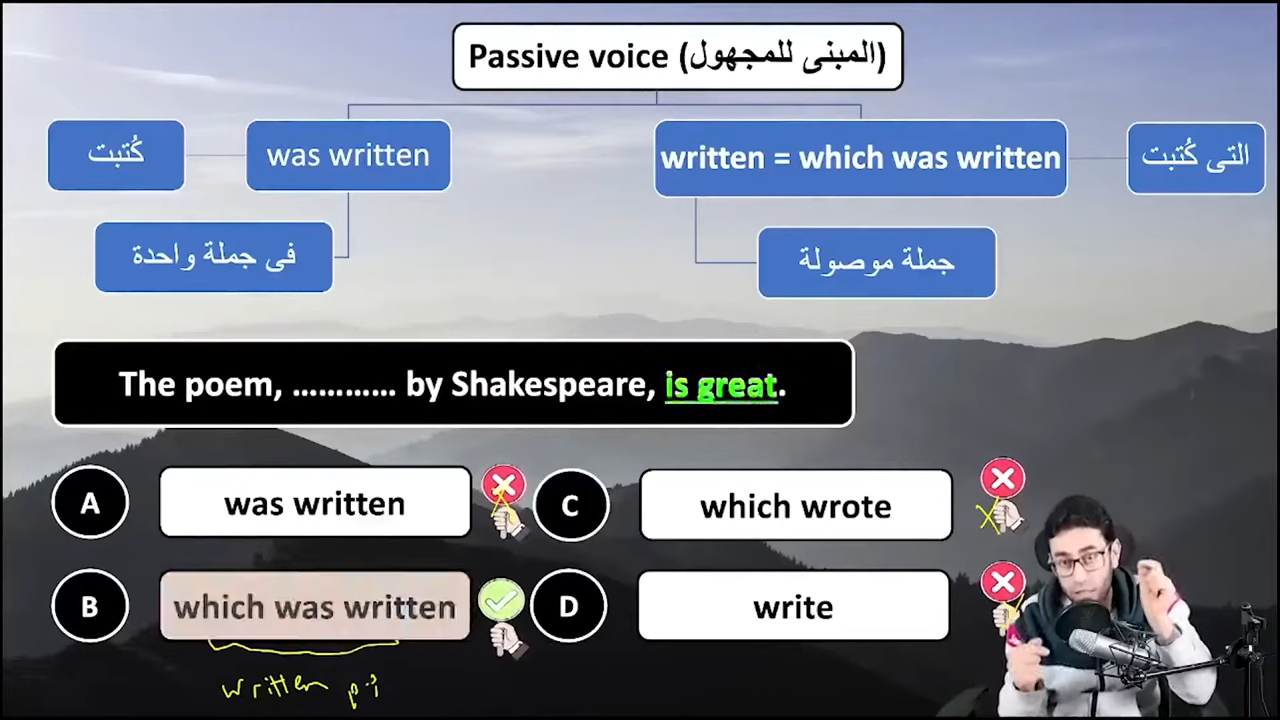 Passive voice (المبنى للمجهول)
كُتبت
was written
written = which was written
التى كُتبت
فى جملة واحدة
جملة موصولة
The poem, ………… by Shakespeare, is great.
A
was written
C
which wrote
B
which was written
D
write
written p.p